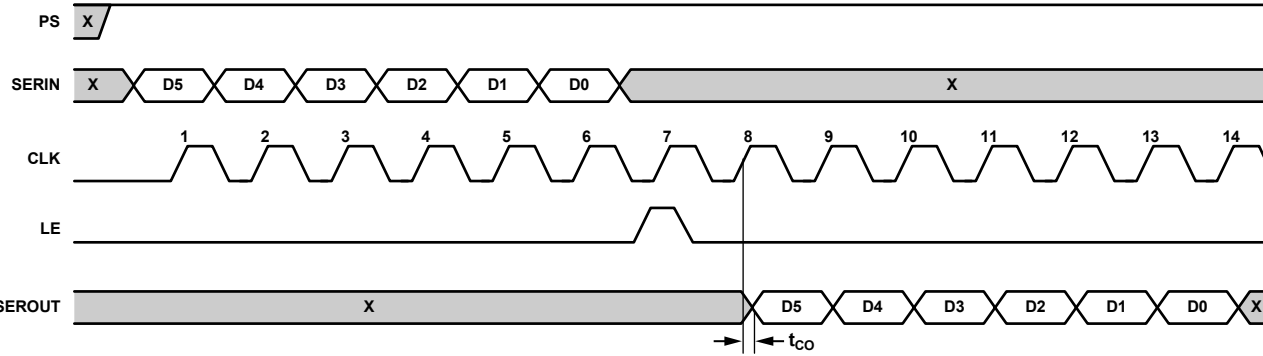 PS X
SERIN X D5 D4 D3 D2 D1 D0 X
1 2 3 4 5 6 7 8 9 10 11 12 13 14
CLK
LE
SEROUT X D5 D4 D3 D2 D1 D0 X
tCO